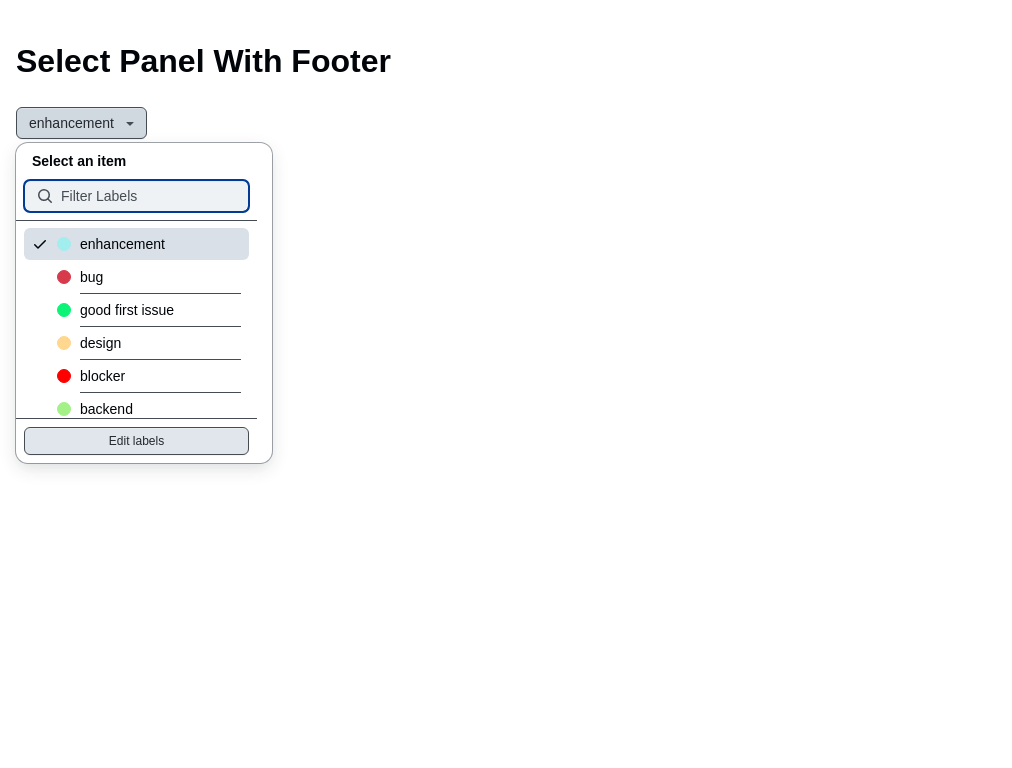 Select Panel With Footer
enhancement
Select an item
Filter Labels
enhancement
bug
good first issue
design
blocker
backend
Edit labels